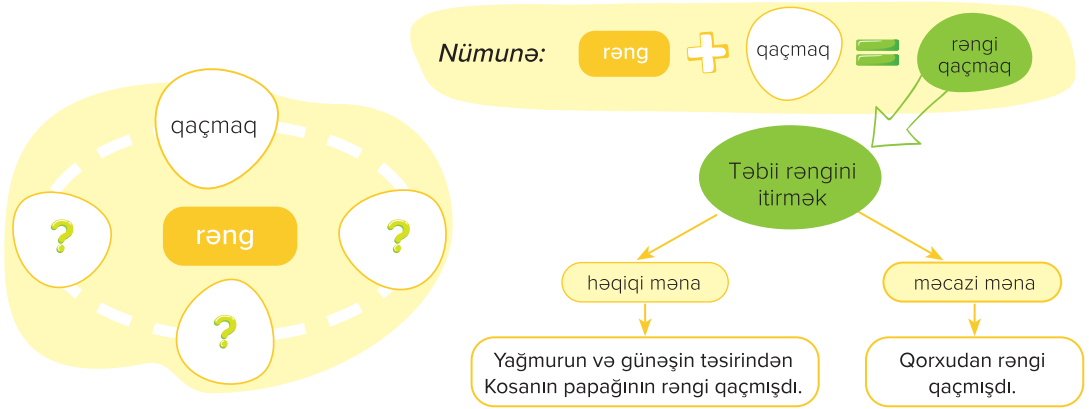 Nümunə:
rəng
qaçmaq
rəngi
qaçmaq
qaçmaq
?
rəng
?
?
Təbii rəngini
itirmək
həqiqi məna
məcazi məna
Yağmurun və günəşin təsirindən
Kosanın papağının rəngi qaçmışdı.
Qorxudan rəngi
qaçmışdı.